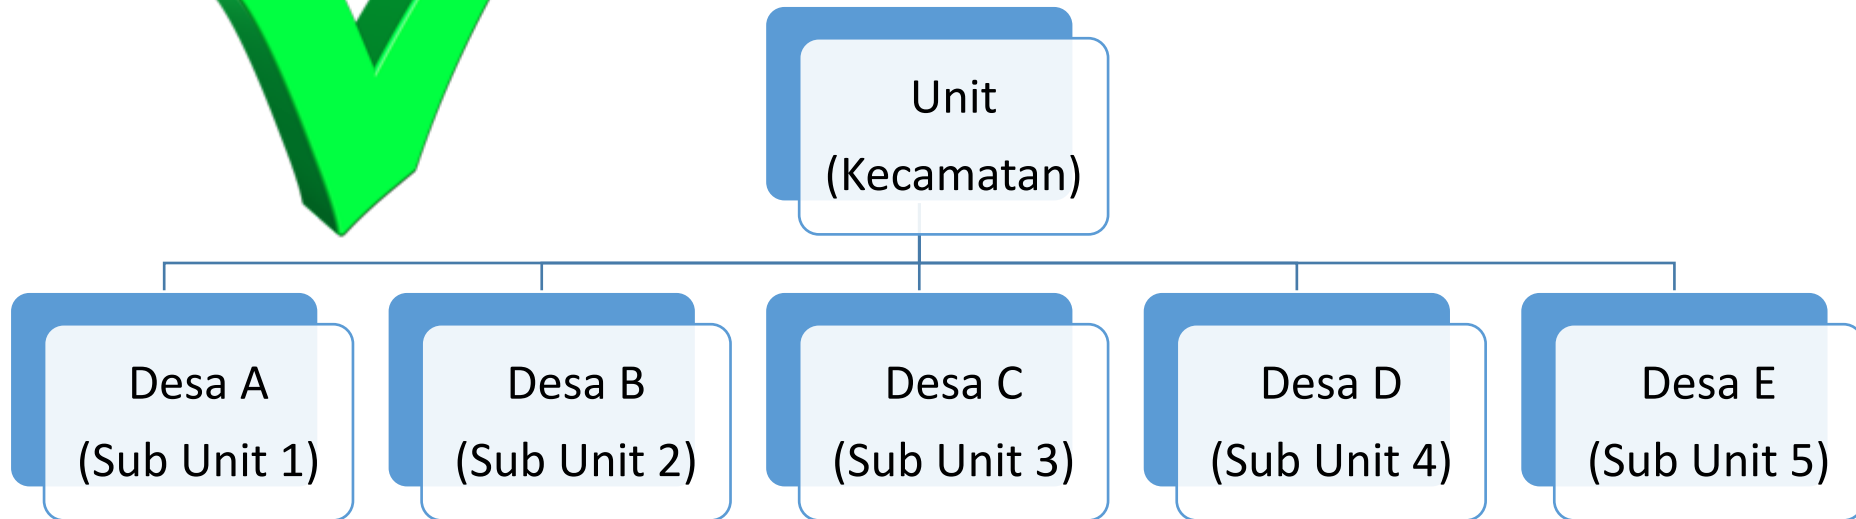 Unit
(Kecamatan)
Desa A
(Sub Unit 1)
Desa B
(Sub Unit 2)
Desa C
(Sub Unit 3)
Desa D
(Sub Unit 4)
Desa E
(Sub Unit 5)